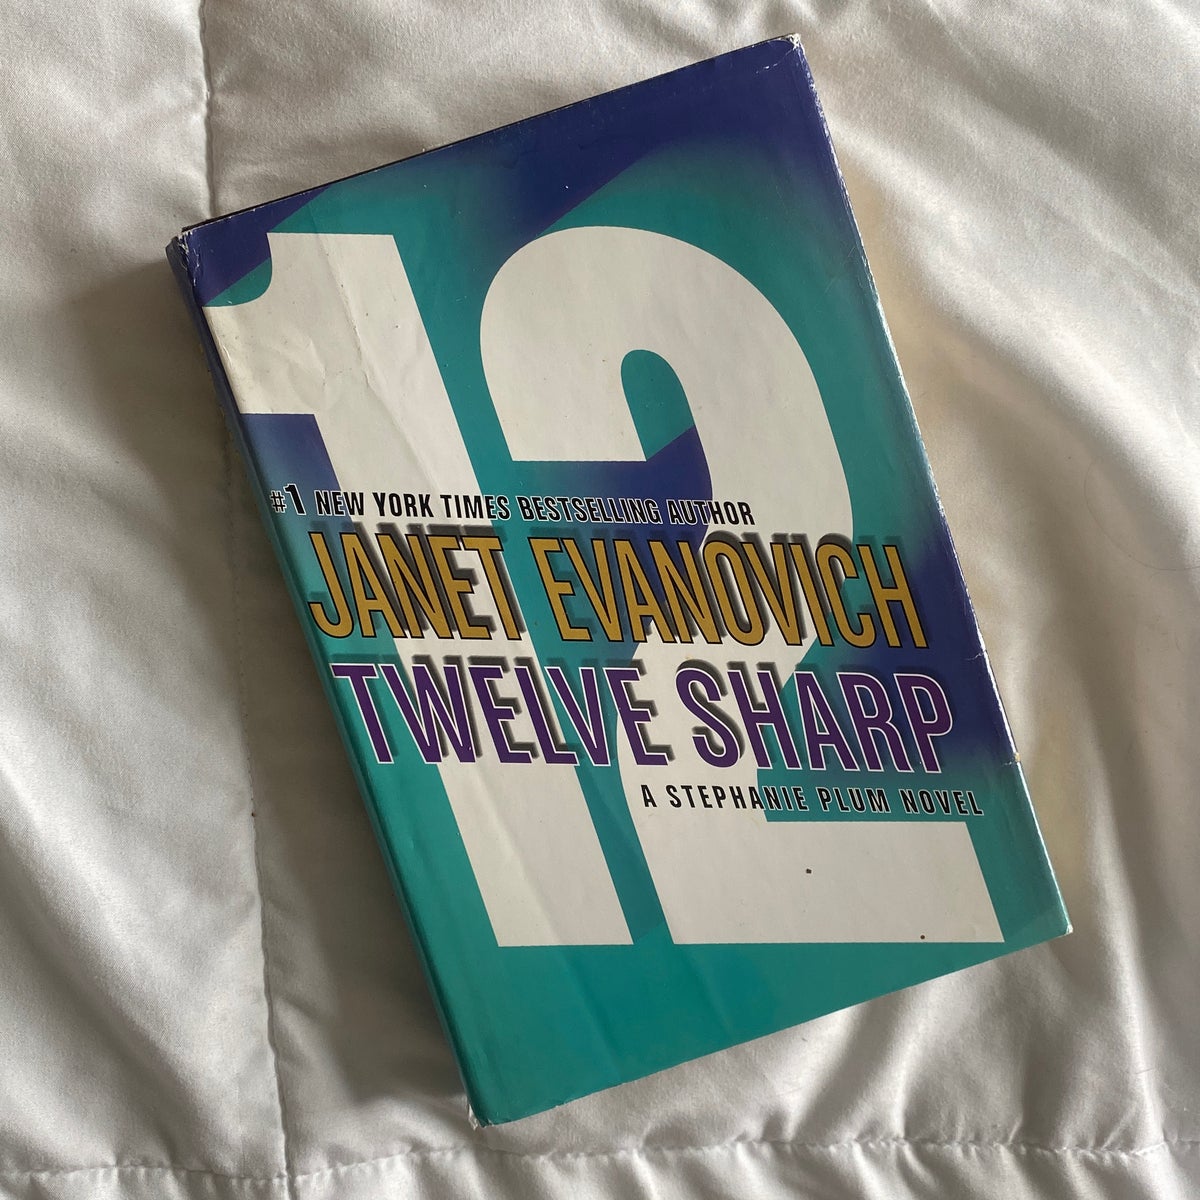 12
#1 NEW YORK TIMES BESTSELLING AUTHOR
JANET EVANOVICH
TWELVE SHARP
A STEPHANIE PLUM NOVEL